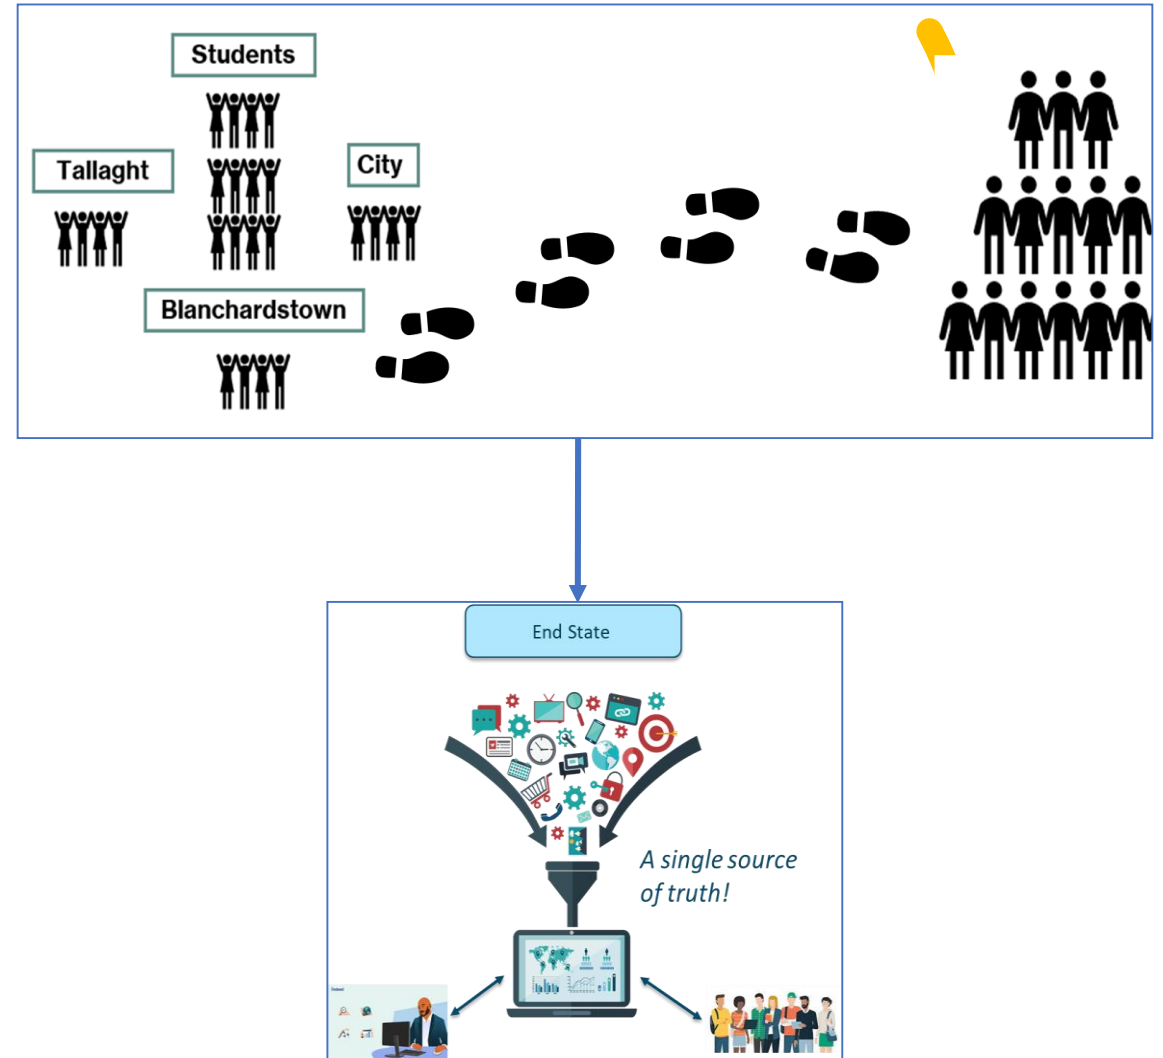 Students
Tallaght
City
Blanchardstown
End State
A single source
of truth!